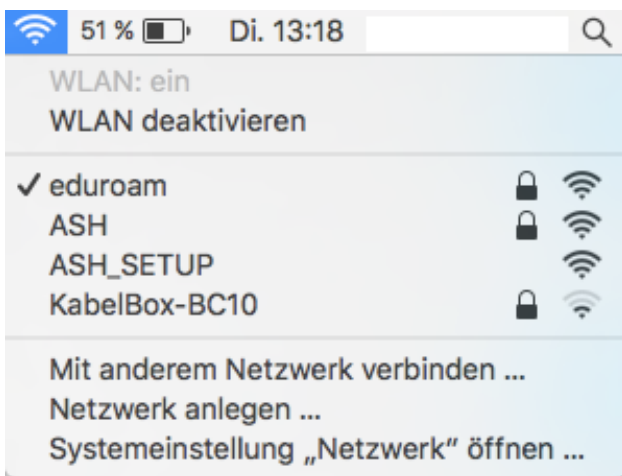 51 % Di. 13:18
WLAN: ein
WLAN deaktivieren
✓ eduroam
ASH
ASH_SETUP
KabelBox-BC10
Mit anderem Netzwerk verbinden ...
Netzwerk anlegen ...
Systemeinstellung „Netzwerk“ öffnen ...